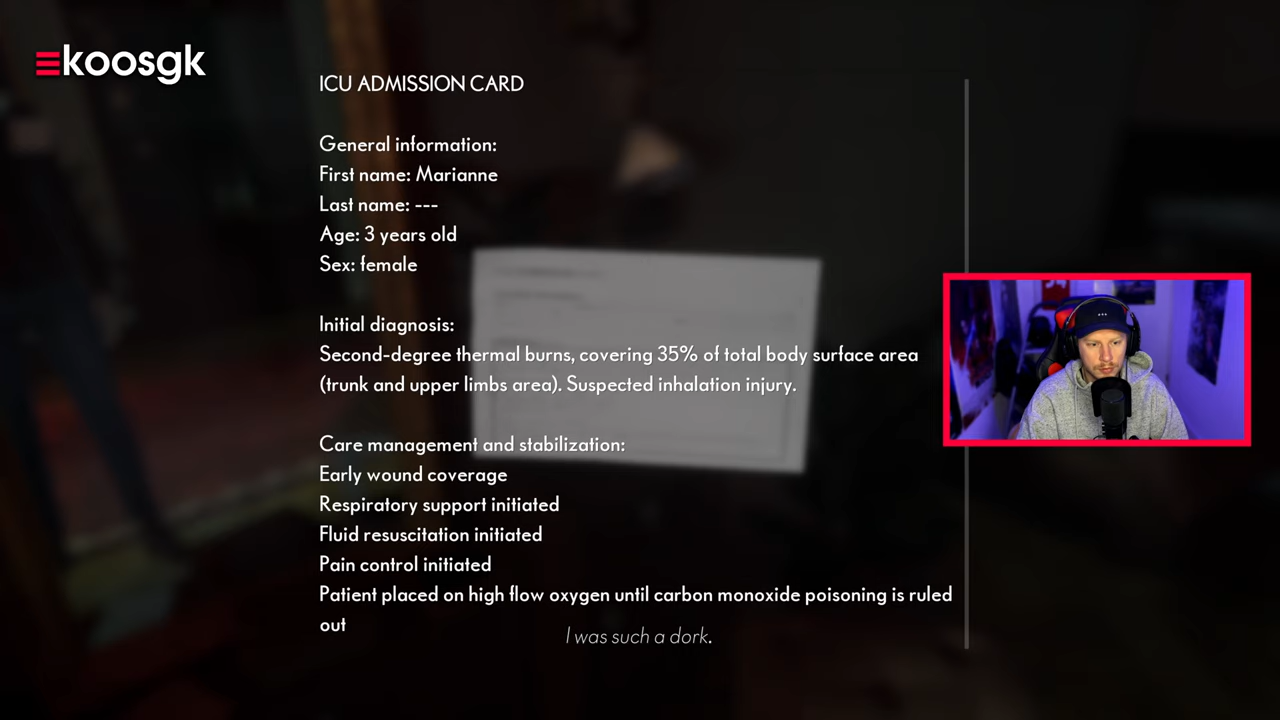 koosgk
ICU ADMISSION CARD
General information:
First name: Marianne
Last name: ---
Age: 3 years old
Sex: female
Initial diagnosis:
Second-degree thermal burns, covering 35% of total body surface area
(trunk and upper limbs area). Suspected inhalation injury.
Care management and stabilization:
Early wound coverage
Respiratory support initiated
Fluid resuscitation initiated
Pain control initiated
Patient placed on high flow oxygen until carbon monoxide poisoning is ruled
out
I was such a dork.